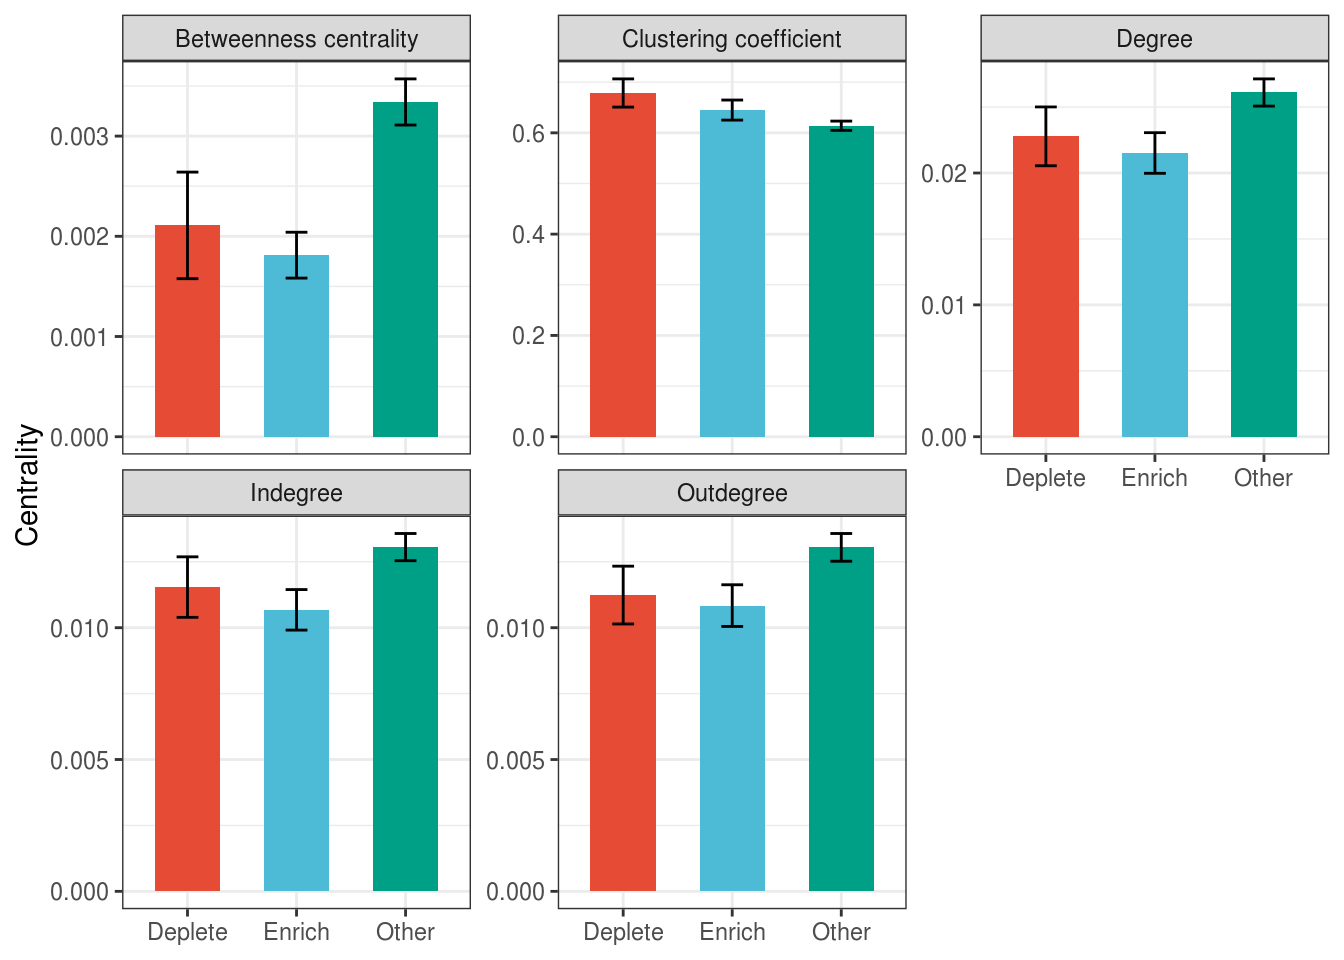 Betweenness centrality
Clustering coefficient
Degree
0.003
0.002
0.001
0.000
0.6
0.4
0.2
0.0
0.02
0.01
0.00
Deplete Enrich Other
Centrality
Indegree
Outdegree
0.010
0.005
0.000
0.010
0.005
0.000
Deplete Enrich Other
Deplete Enrich Other